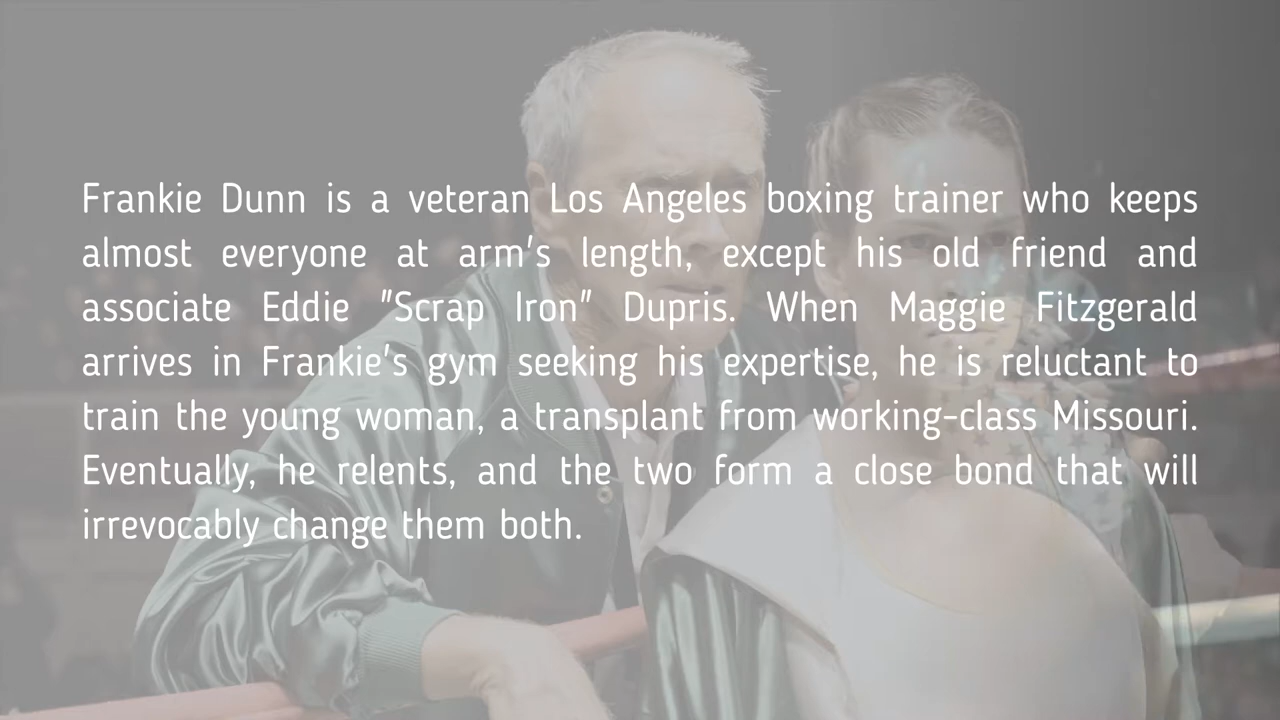 Frankie Dunn is a veteran Los Angeles boxing trainer who keeps
almost everyone at arm's length, except his old friend and
associate Eddie "Scrap Iron" Dupris. When Maggie Fitzgerald
arrives in Frankie's gym seeking his expertise, he is reluctant to
train the young woman, a transplant from working-class Missouri.
Eventually, he relents, and the two form a close bond that will
irrevocably change them both.